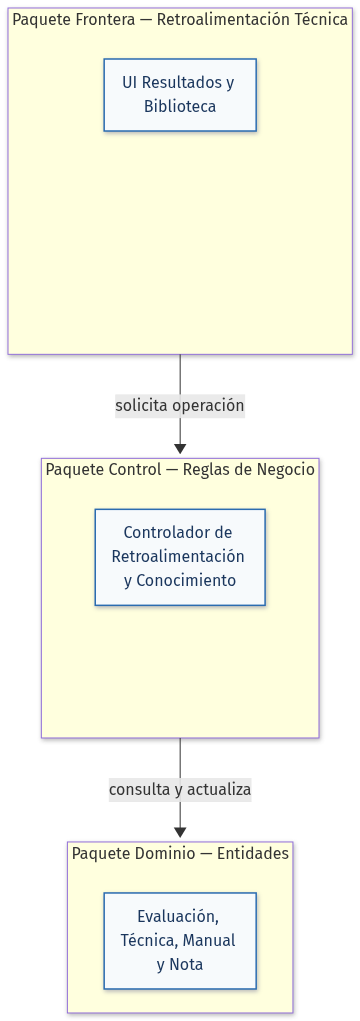 Paquete Frontera — Retroalimentación Técnica
UI Resultados y
Biblioteca
solicita operación
Paquete Control — Reglas de Negocio
Controlador de
Retroalimentación
y Conocimiento
consulta y actualiza
Paquete Dominio — Entidades
Evaluación,
Técnica, Manual
y Nota